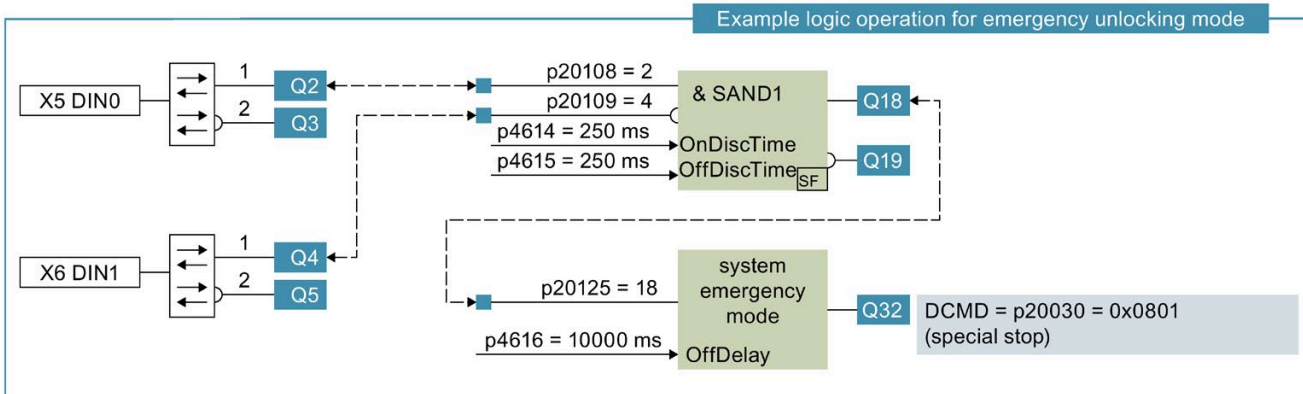 Example logic operation for emergency unlocking mode
X5 DIN0
1
Q2
2
Q3
p20108 = 2
p20109 = 4
p4614 = 250 ms
p4615 = 250 ms
& SAND1
OnDiscTime
OffDiscTime
SF
Q18
Q19
X6 DIN1
1
Q4
2
Q5
p20125 = 18
p4616 = 10000 ms
system
emergency
mode
OffDelay
Q32
DCMD = p20030 = 0x0801
(special stop)